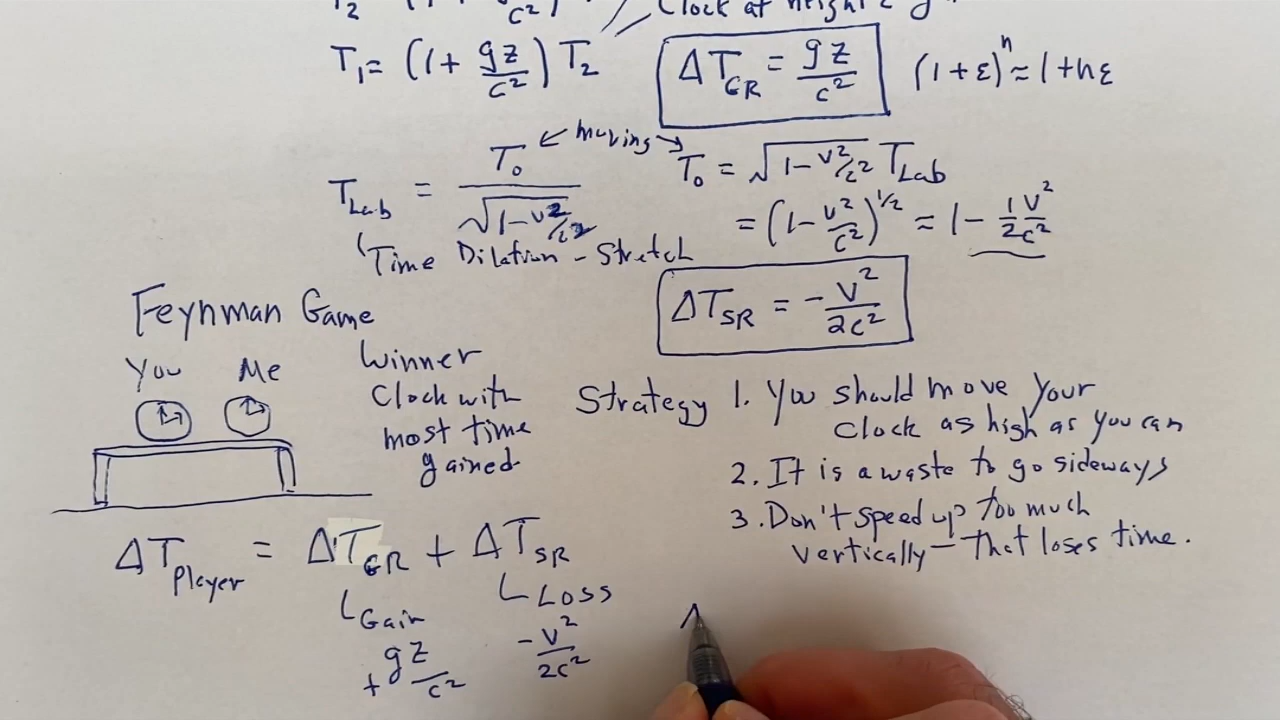 T₂ c²) Clock at height z
T₁ = (1 + gz/c²) T₂
ΔT_GR = gz/c²
(1+ε)ⁿ ≈ 1+nε
← moving →
T_Lab = T₀/√(1-v²/c²)
T₀ = √(1-v²/c²) T_Lab
= (1-v²/c²)^1/2 ≈ 1- 1/2 v²/c²
Time Dilation - Stretch
ΔT_SR = - v²/2c²
Feynman Game
You Me
Winner
Clock with
most time
gained
Strategy 1. You should move your
clock as high as you can
2. It is a waste to go sideways
3. Don't speed up too much
vertically – that loses time.
ΔT_Player = ΔT_GR + ΔT_SR
Gain Loss
+ gz/c² - v²/2c²